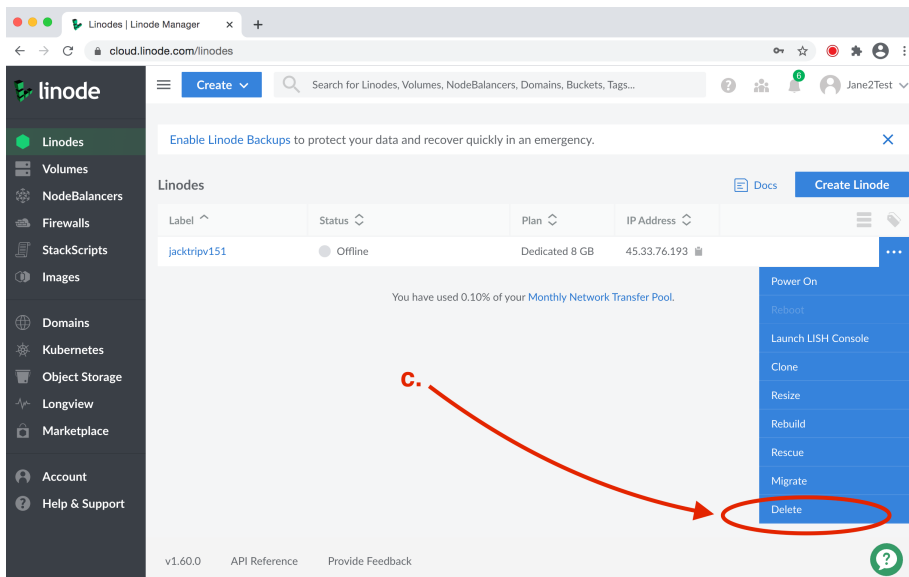 Linodes | Linode Manager
cloud.linode.com/linodes
linode
Create
Search for Linodes, Volumes, NodeBalancers, Domains, Buckets, Tags...
6
Jane2Test
Linodes
Volumes
NodeBalancers
Firewalls
StackScripts
Images
Domains
Kubernetes
Object Storage
Longview
Marketplace
Account
Help & Support
Enable Linode Backups to protect your data and recover quickly in an emergency.
Linodes
Docs
Create Linode
Label Status Plan IP Address
jacktripv151 Offline Dedicated 8 GB 45.33.76.193
You have used 0.10% of your Monthly Network Transfer Pool.
Power On
Reboot
Launch LISH Console
Clone
Resize
Rebuild
Rescue
Migrate
Delete
c.
v1.60.0 API Reference Provide Feedback
?